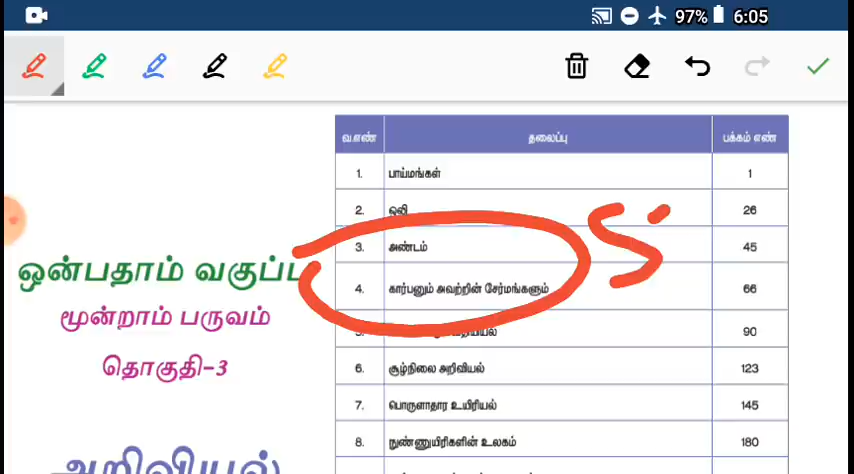 97% 6:05
வ.எண் தலைப்பு பக்கம் எண்
1. பாய்மங்கள் 1
2. ஒலி 26
3. அண்டம் 45
4. கார்பனும் அவற்றின் சேர்மங்களும் 66
90
6. சூழ்நிலை அறிவியல் 123
7. பொருளாதார உயிரியல் 145
8. நுண்ணுயிரிகளின் உலகம் 180
ஒன்பதாம் வகுப்பு
மூன்றாம் பருவம்
தொகுதி-3
அறிவியல்